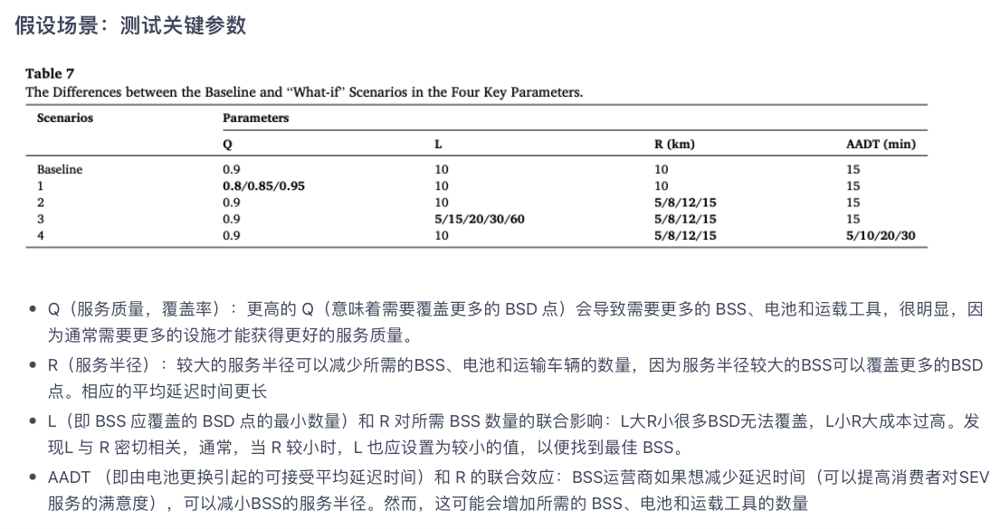 假设场景：测试关键参数
Table 7
The Differences between the Baseline and “What-if” Scenarios in the Four Key Parameters.
Scenarios Parameters
Q L R (km) AADT (min)
Baseline 0.9 10 10 15
1 0.8/0.85/0.95 10 10 15
2 0.9 10 5/8/12/15 15
3 0.9 5/15/20/30/60 5/8/12/15 15
4 0.9 10 5/8/12/15 5/10/20/30
• Q（服务质量，覆盖率）：更高的 Q（意味着需要覆盖更多的 BSD 点）会导致需要更多的 BSS、电池和运载工具，很明显，因
为通常需要更多的设施才能获得更好的服务质量。
• R（服务半径）：较大的服务半径可以减少所需的BSS、电池和运输车辆的数量，因为服务半径较大的BSS可以覆盖更多的BSD
点。相应的平均延迟时间更长
• L（即 BSS 应覆盖的 BSD 点的最小数量）和 R 对所需 BSS 数量的联合影响：L大R小很多BSD无法覆盖，L小R大成本过高。发
现L 与 R 密切相关，通常，当 R 较小时，L 也应设置为较小的值，以便找到最佳 BSS。
• AADT （即由电池更换引起的可接受平均延迟时间）和 R 的联合效应：BSS运营商如果想减少延迟时间（可以提高消费者对SEV
服务的满意度），可以减小BSS的服务半径。然而，这可能会增加所需的 BSS、电池和运载工具的数量